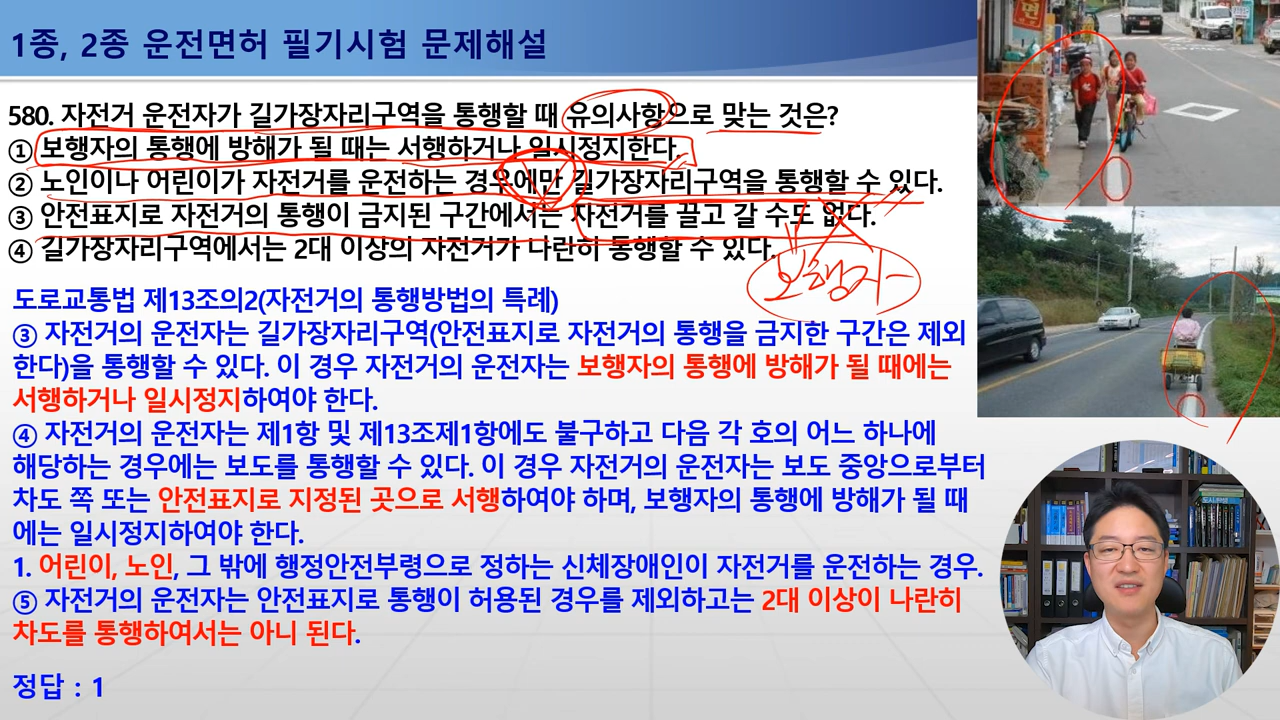 1종, 2종 운전면허 필기시험 문제해설
580. 자전거 운전자가 길가장자리구역을 통행할 때 유의사항으로 맞는 것은?
① 보행자의 통행에 방해가 될 때는 서행하거나 일시정지한다.
② 노인이나 어린이가 자전거를 운전하는 경우에만 길가장자리구역을 통행할 수 있다.
③ 안전표지로 자전거의 통행이 금지된 구간에서는 자전거를 끌고 갈 수도 없다.
④ 길가장자리구역에서는 2대 이상의 자전거가 나란히 통행할 수 있다.
보행자
도로교통법 제13조의2(자전거의 통행방법의 특례)
③ 자전거의 운전자는 길가장자리구역(안전표지로 자전거의 통행을 금지한 구간은 제외
한다)을 통행할 수 있다. 이 경우 자전거의 운전자는 보행자의 통행에 방해가 될 때에는
서행하거나 일시정지하여야 한다.
④ 자전거의 운전자는 제1항 및 제13조제1항에도 불구하고 다음 각 호의 어느 하나에
해당하는 경우에는 보도를 통행할 수 있다. 이 경우 자전거의 운전자는 보도 중앙으로부터
차도 쪽 또는 안전표지로 지정된 곳으로 서행하여야 하며, 보행자의 통행에 방해가 될 때
에는 일시정지하여야 한다.
1. 어린이, 노인, 그 밖에 행정안전부령으로 정하는 신체장애인이 자전거를 운전하는 경우.
⑤ 자전거의 운전자는 안전표지로 통행이 허용된 경우를 제외하고는 2대 이상이 나란히
차도를 통행하여서는 아니 된다.
정답 : 1